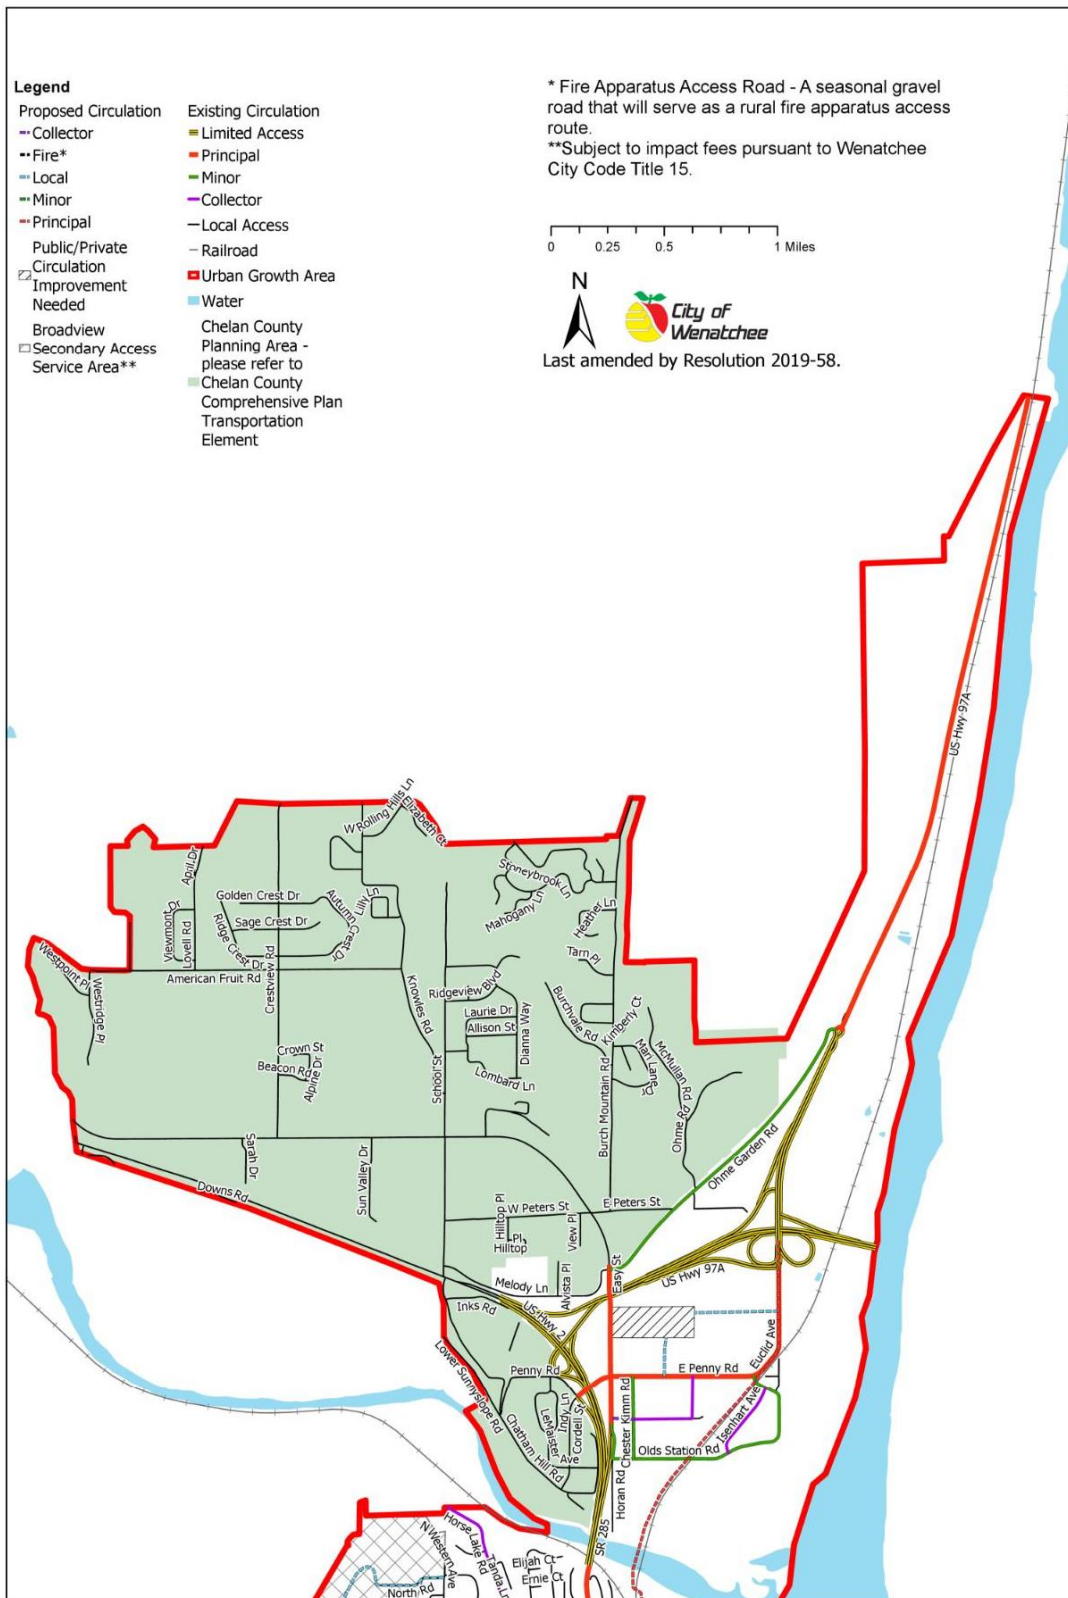 Legend
Proposed Circulation
Collector
Fire*
Local
Minor
Principal
Public/Private
Circulation
Improvement
Needed
Broadview
Secondary Access
Service Area**
Existing Circulation
Limited Access
Principal
Minor
Collector
Local Access
Railroad
Urban Growth Area
Water
Chelan County
Planning Area -
please refer to
Chelan County
Comprehensive Plan
Transportation
Element
* Fire Apparatus Access Road - A seasonal gravel
road that will serve as a rural fire apparatus access
route.
**Subject to impact fees pursuant to Wenatchee
City Code Title 15.
0 0.25 0.5 1 Miles
N
City of
Wenatchee
Last amended by Resolution 2019-58.
US Hwy 97A
W Rolling Hills Ln
Elizabeth Ct
April Dr
Stoneybrook Ln
Golden Crest Dr
Autumn Crest Dr
Lilly Ln
Mahogany Ln
Viewmont Dr
Lovell Rd
Ridge Crest Dr
Sage Crest Dr
Heather Ln
Westpoint Pl
Westridge Pl
American Fruit Rd
Crestview Rd
Knowles Rd
Tarn Pl
Ridgeview Blvd
Burchvale Rd
Kimberly Ct
Laurie Dr
Allison St
Dianna Way
Crown St
Beacon Rd
Alpine Dr
School St
Lombard Ln
Burch Mountain Rd
Mari Lane Dr
McMullan Rd
Ohme Rd
Ohme Garden Rd
Sarah Dr
Sun Valley Dr
Downs Rd
Hilltop Pl
W Peters St
E Peters St
View Pl
Hilltop Pl
Melody Ln
Alvista Pl
Easy St
US Hwy 97A
Inks Rd
US Hwy 2
Euclid Ave
Lower Sunnyslope Rd
Penny Rd
E Penny Rd
Indy Ln
LeMaister Ave
Cordell St
Chatham Hill Rd
Chester Kimm Rd
Isenhart Ave
Olds Station Rd
Horan Rd
SR 285
Horse Lake Rd
N Western Ave
Tanda Ln
Elijah Ct
Ernie Ct
North Rd